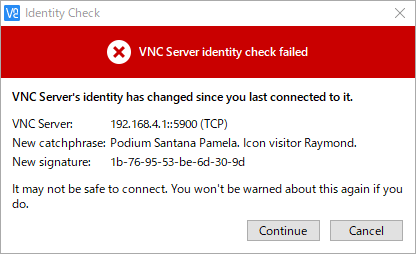 Identity Check
VNC Server identity check failed
VNC Server's identity has changed since you last connected to it.
VNC Server: 192.168.4.1::5900 (TCP)
New catchphrase: Podium Santana Pamela. Icon visitor Raymond.
New signature: 1b-76-95-53-be-6d-30-9d
It may not be safe to connect. You won't be warned about this again if you
do.
Continue Cancel